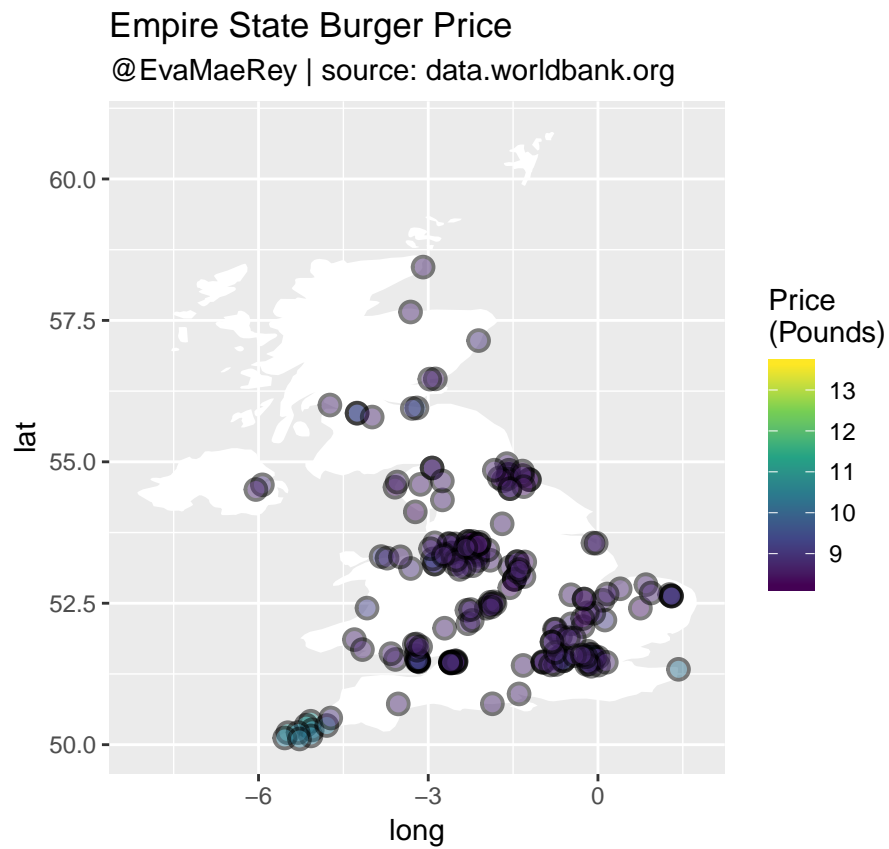 Empire State Burger Price
@EvaMaeRey | source: data.worldbank.org
60.0
57.5
55.0
52.5
50.0
lat
−6
−3
0
long
Price
(Pounds)
13
12
11
10
9